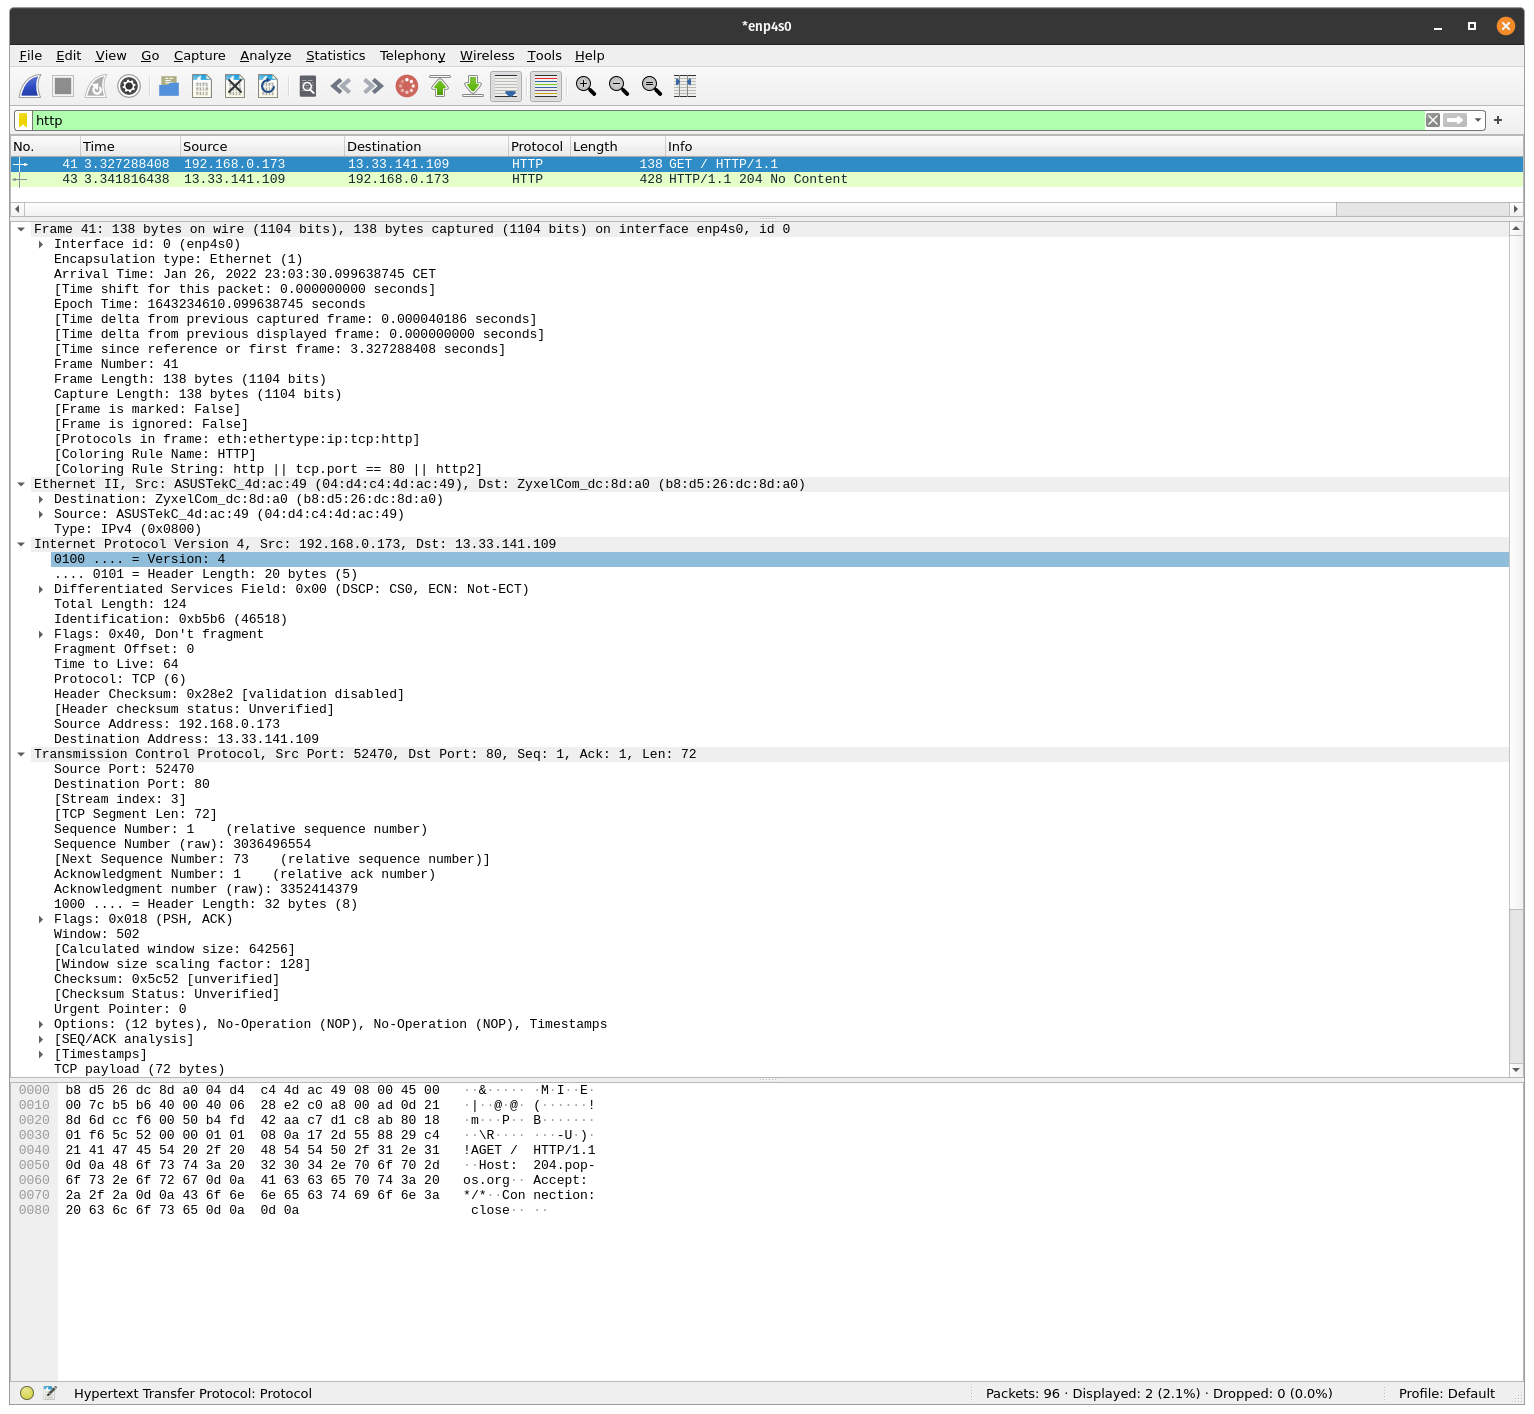 *enp4s0
File Edit View Go Capture Analyze Statistics Telephony Wireless Tools Help
http
No. Time Source Destination Protocol Length Info
41 3.327288408 192.168.0.173 13.33.141.109 HTTP 138 GET / HTTP/1.1
43 3.341816438 13.33.141.109 192.168.0.173 HTTP 428 HTTP/1.1 204 No Content
Frame 41: 138 bytes on wire (1104 bits), 138 bytes captured (1104 bits) on interface enp4s0, id 0
Interface id: 0 (enp4s0)
Encapsulation type: Ethernet (1)
Arrival Time: Jan 26, 2022 23:03:30.099638745 CET
[Time shift for this packet: 0.000000000 seconds]
Epoch Time: 1643234610.099638745 seconds
[Time delta from previous captured frame: 0.000040186 seconds]
[Time delta from previous displayed frame: 0.000000000 seconds]
[Time since reference or first frame: 3.327288408 seconds]
Frame Number: 41
Frame Length: 138 bytes (1104 bits)
Capture Length: 138 bytes (1104 bits)
[Frame is marked: False]
[Frame is ignored: False]
[Protocols in frame: eth:ethertype:ip:tcp:http]
[Coloring Rule Name: HTTP]
[Coloring Rule String: http || tcp.port == 80 || http2]
Ethernet II, Src: ASUSTekC_4d:ac:49 (04:d4:c4:4d:ac:49), Dst: ZyxelCom_dc:8d:a0 (b8:d5:26:dc:8d:a0)
Destination: ZyxelCom_dc:8d:a0 (b8:d5:26:dc:8d:a0)
Source: ASUSTekC_4d:ac:49 (04:d4:c4:4d:ac:49)
Type: IPv4 (0x0800)
Internet Protocol Version 4, Src: 192.168.0.173, Dst: 13.33.141.109
0100 .... = Version: 4
.... 0101 = Header Length: 20 bytes (5)
Differentiated Services Field: 0x00 (DSCP: CS0, ECN: Not-ECT)
Total Length: 124
Identification: 0xb5b6 (46518)
Flags: 0x40, Don't fragment
Fragment Offset: 0
Time to Live: 64
Protocol: TCP (6)
Header Checksum: 0x28e2 [validation disabled]
[Header checksum status: Unverified]
Source Address: 192.168.0.173
Destination Address: 13.33.141.109
Transmission Control Protocol, Src Port: 52470, Dst Port: 80, Seq: 1, Ack: 1, Len: 72
Source Port: 52470
Destination Port: 80
[Stream index: 3]
[TCP Segment Len: 72]
Sequence Number: 1    (relative sequence number)
Sequence Number (raw): 3036496554
[Next Sequence Number: 73    (relative sequence number)]
Acknowledgment Number: 1    (relative ack number)
Acknowledgment number (raw): 3352414379
1000 .... = Header Length: 32 bytes (8)
Flags: 0x018 (PSH, ACK)
Window: 502
[Calculated window size: 64256]
[Window size scaling factor: 128]
Checksum: 0x5c52 [unverified]
[Checksum Status: Unverified]
Urgent Pointer: 0
Options: (12 bytes), No-Operation (NOP), No-Operation (NOP), Timestamps
[SEQ/ACK analysis]
[Timestamps]
TCP payload (72 bytes)
0000 b8 d5 26 dc 8d a0 04 d4  c4 4d ac 49 08 00 45 00   ··&····· ·M·I··E·
0010 00 7c b5 b6 40 00 40 06  28 e2 c0 a8 00 ad 0d 21   ·|··@·@· (······!
0020 8d 6d cc f6 00 50 b4 fd  42 aa c7 d1 c8 ab 80 18   ·m···P·· B·······
0030 01 f6 5c 52 00 00 01 01  08 0a 17 2d 55 88 29 c4   ··\R···· ···-U·)·
0040 21 41 47 45 54 20 2f 20  48 54 54 50 2f 31 2e 31   !AGET /  HTTP/1.1
0050 0d 0a 48 6f 73 74 3a 20  32 30 34 2e 70 6f 70 2d   ··Host:  204.pop-
0060 6f 73 2e 6f 72 67 0d 0a  41 63 63 65 70 74 3a 20   os.org·· Accept:
0070 2a 2f 2a 0d 0a 43 6f 6e  6e 65 63 74 69 6f 6e 3a   */*··Con nection:
0080 20 63 6c 6f 73 65 0d 0a  0d 0a    close·· ··
Hypertext Transfer Protocol: Protocol Packets: 96 · Displayed: 2 (2.1%) · Dropped: 0 (0.0%) Profile: Default